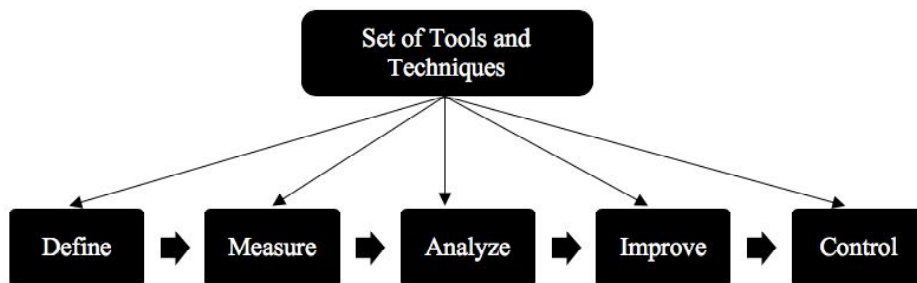 Set of Tools and
Techniques
Define
Measure
Analyze
Improve
Control